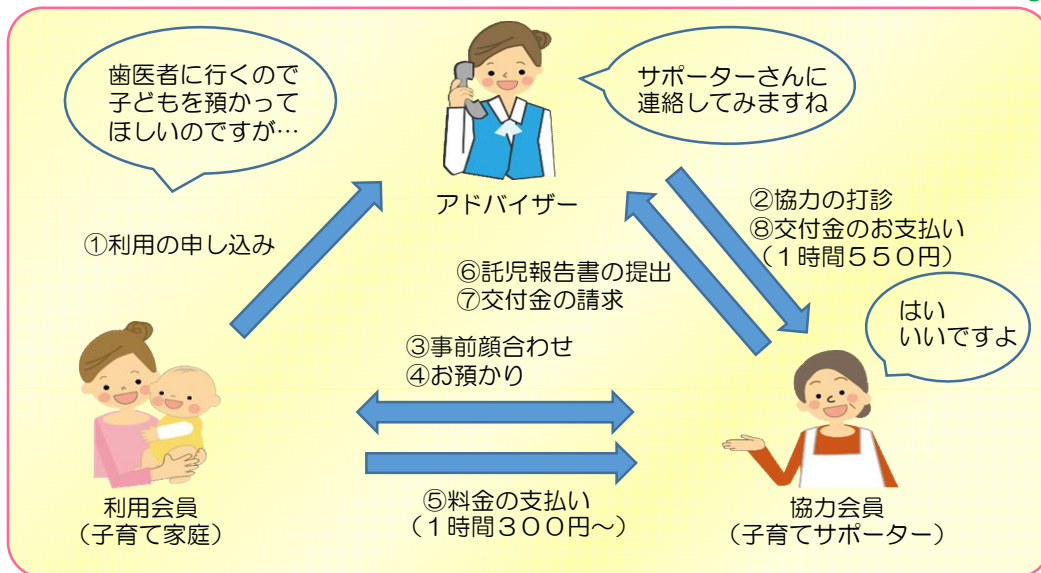 歯医者に行くので
子どもを預かって
ほしいのですが…
サポーターさんに
連絡してみますね
アドバイザー
①利用の申し込み
②協力の打診
⑧交付金のお支払い
（１時間５５０円）
⑥託児報告書の提出
⑦交付金の請求
はい
いいですよ
③事前顔合わせ
④お預かり
⑤料金の支払い
（１時間３００円～）
利用会員
（子育て家庭）
協力会員
（子育てサポーター）